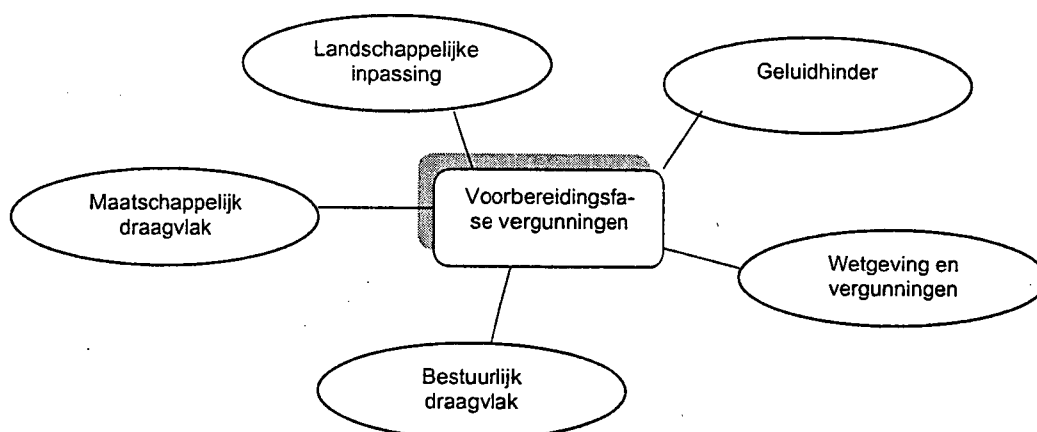 Landschappelijke
inpassing
Geluidhinder
Maatschappelijk
draagvlak
Voorbereidingsfa-
se vergunningen
Wetgeving en
vergunningen
Bestuurlijk
draagvlak